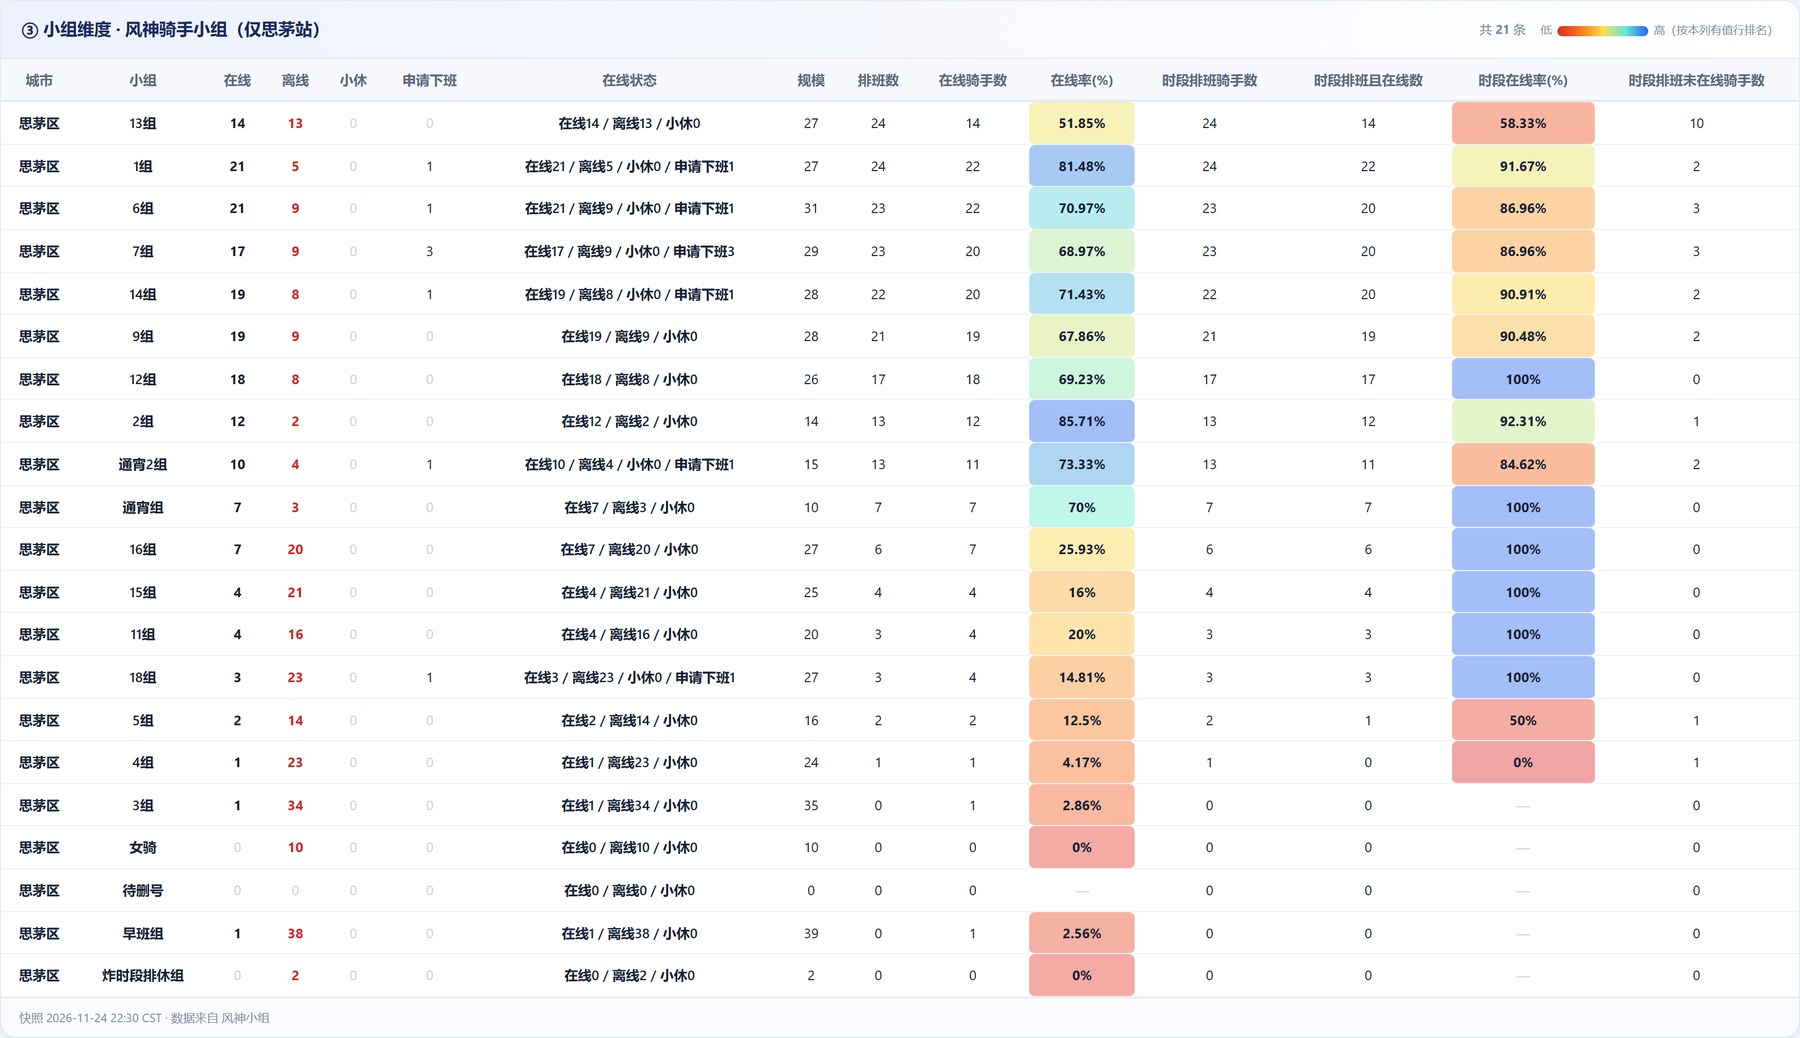 ③ 小组维度 · 风神骑手小组（仅思茅站）
共 21 条 低 高 (按本列有值行排名)
城市 小组 在线 离线 小休 申请下班 在线状态 规模 排班数 在线骑手数 在线率(%) 时段排班骑手数 时段排班且在线数 时段在线率(%) 时段排班未在线骑手数
思茅区 13组 14 13 0 0 在线14 / 离线13 / 小休0 27 24 14 51.85% 24 14 58.33% 10
思茅区 1组 21 5 0 1 在线21 / 离线5 / 小休0 / 申请下班1 27 24 22 81.48% 24 22 91.67% 2
思茅区 6组 21 9 0 1 在线21 / 离线9 / 小休0 / 申请下班1 31 23 22 70.97% 23 20 86.96% 3
思茅区 7组 17 9 0 3 在线17 / 离线9 / 小休0 / 申请下班3 29 23 20 68.97% 23 20 86.96% 3
思茅区 14组 19 8 0 1 在线19 / 离线8 / 小休0 / 申请下班1 28 22 20 71.43% 22 20 90.91% 2
思茅区 9组 19 9 0 0 在线19 / 离线9 / 小休0 28 21 19 67.86% 21 19 90.48% 2
思茅区 12组 18 8 0 0 在线18 / 离线8 / 小休0 26 17 18 69.23% 17 17 100% 0
思茅区 2组 12 2 0 0 在线12 / 离线2 / 小休0 14 13 12 85.71% 13 12 92.31% 1
思茅区 通宵2组 10 4 0 1 在线10 / 离线4 / 小休0 / 申请下班1 15 13 11 73.33% 13 11 84.62% 2
思茅区 通宵组 7 3 0 0 在线7 / 离线3 / 小休0 10 7 7 70% 7 7 100% 0
思茅区 16组 7 20 0 0 在线7 / 离线20 / 小休0 27 6 7 25.93% 6 6 100% 0
思茅区 15组 4 21 0 0 在线4 / 离线21 / 小休0 25 4 4 16% 4 4 100% 0
思茅区 11组 4 16 0 0 在线4 / 离线16 / 小休0 20 3 4 20% 3 3 100% 0
思茅区 18组 3 23 0 1 在线3 / 离线23 / 小休0 / 申请下班1 27 3 4 14.81% 3 3 100% 0
思茅区 5组 2 14 0 0 在线2 / 离线14 / 小休0 16 2 2 12.5% 2 1 50% 1
思茅区 4组 1 23 0 0 在线1 / 离线23 / 小休0 24 1 1 4.17% 1 0 0% 1
思茅区 3组 1 34 0 0 在线1 / 离线34 / 小休0 35 0 1 2.86% 0 0 — 0
思茅区 女骑 0 10 0 0 在线0 / 离线10 / 小休0 10 0 0 0% 0 0 — 0
思茅区 待删号 0 0 0 0 在线0 / 离线0 / 小休0 0 0 0 — 0 0 — 0
思茅区 早班组 1 38 0 0 在线1 / 离线38 / 小休0 39 0 1 2.56% 0 0 — 0
思茅区 炸时段排休组 0 2 0 0 在线0 / 离线2 / 小休0 2 0 0 0% 0 0 — 0
快照 2026-11-24 22:30 CST · 数据来自 风神小组